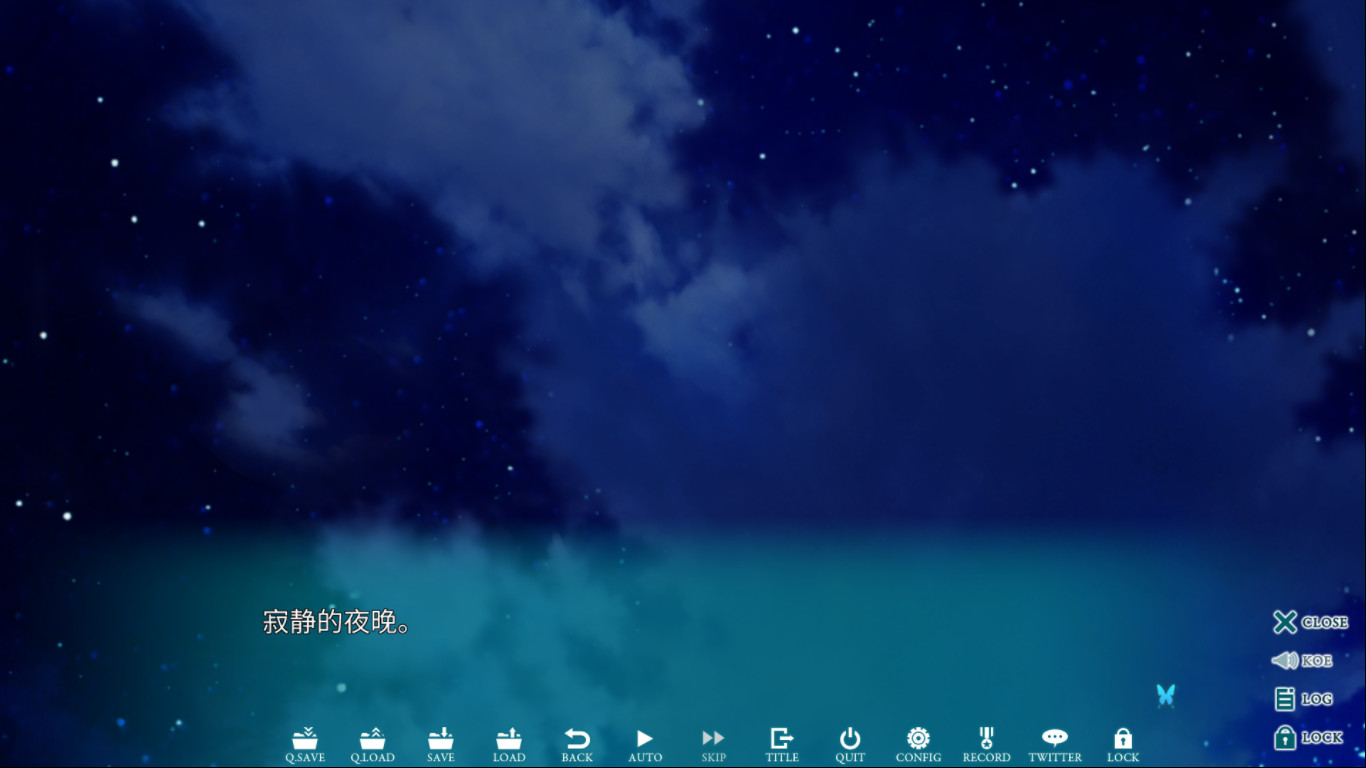 寂静的夜晚。
CLOSE
KOE
LOG
LOCK
Q.SAVE Q.LOAD SAVE LOAD BACK AUTO SKIP TITLE QUIT CONFIG RECORD TWITTER LOCK